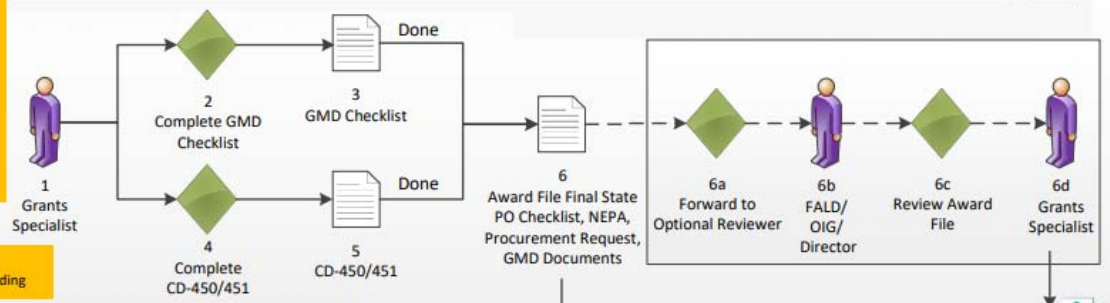 Done
2
Complete GMD
Checklist
3
GMD Checklist
1
Grants
Specialist
Done
4
Complete
CD-450/451
5
CD-450/451
6
Award File Final State
PO Checklist, NEPA,
Procurement Request,
GMD Documents
6a
Forward to
Optional Reviewer
6b
FALD/
OIG/
Director
6c
Review Award
File
6d
Grants
Specialist